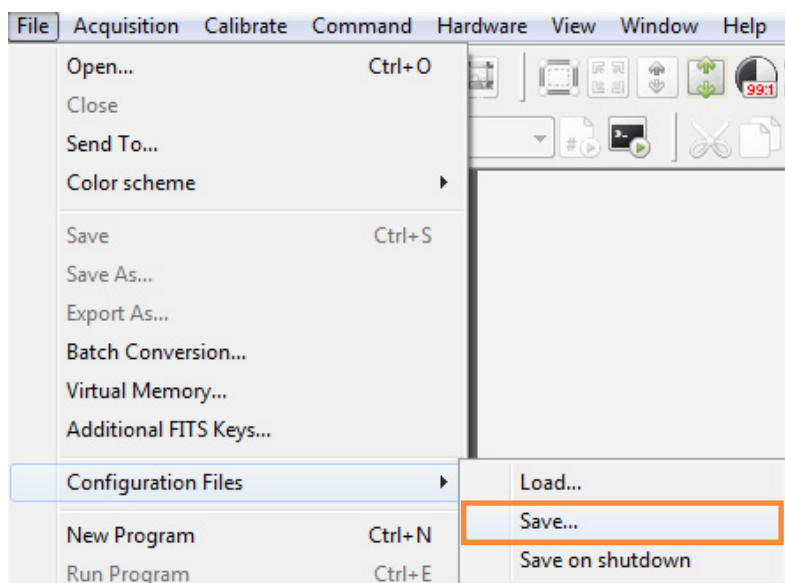 File Acquisition Calibrate Command Hardware View Window Help
Open... Ctrl+O
Close
Send To...
Color scheme
99:1
#
Save Ctrl+S
Save As...
Export As...
Batch Conversion...
Virtual Memory...
Additional FITS Keys...
Configuration Files
Load...
Save...
Save on shutdown
New Program Ctrl+N
Run Program Ctrl+E